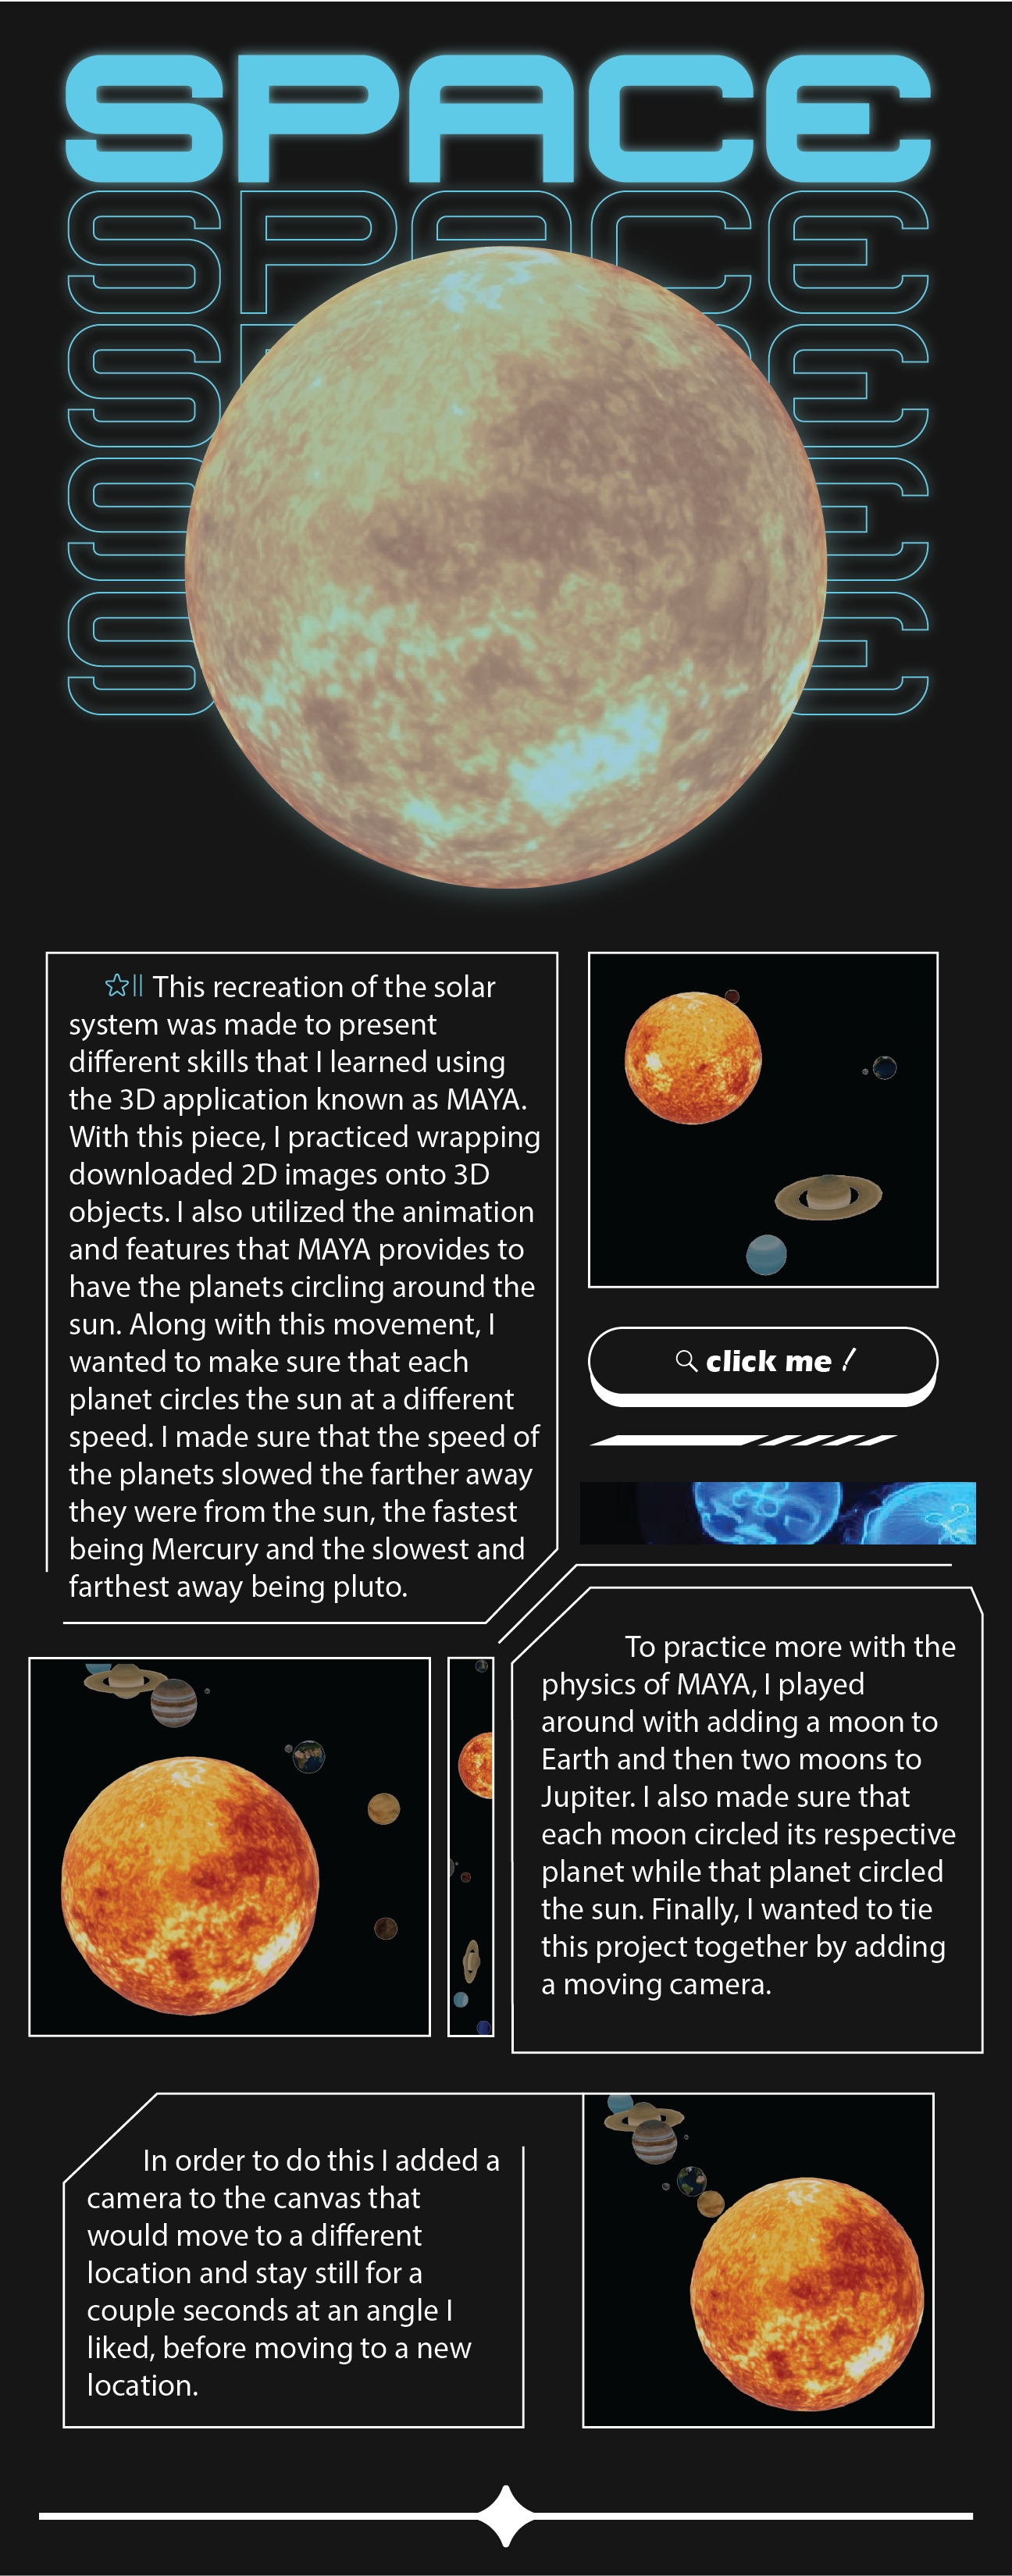 SPACE
SPACE
S E
S E
S E
This recreation of the solar
system was made to present
different skills that I learned using
the 3D application known as MAYA.
With this piece, I practiced wrapping
downloaded 2D images onto 3D
objects. I also utilized the animation
and features that MAYA provides to
have the planets circling around the
sun. Along with this movement, I
wanted to make sure that each
planet circles the sun at a different
speed. I made sure that the speed of
the planets slowed the farther away
they were from the sun, the fastest
being Mercury and the slowest and
farthest away being pluto.
click me !
To practice more with the
physics of MAYA, I played
around with adding a moon to
Earth and then two moons to
Jupiter. I also made sure that
each moon circled its respective
planet while that planet circled
the sun. Finally, I wanted to tie
this project together by adding
a moving camera.
In order to do this I added a
camera to the canvas that
would move to a different
location and stay still for a
couple seconds at an angle I
liked, before moving to a new
location.